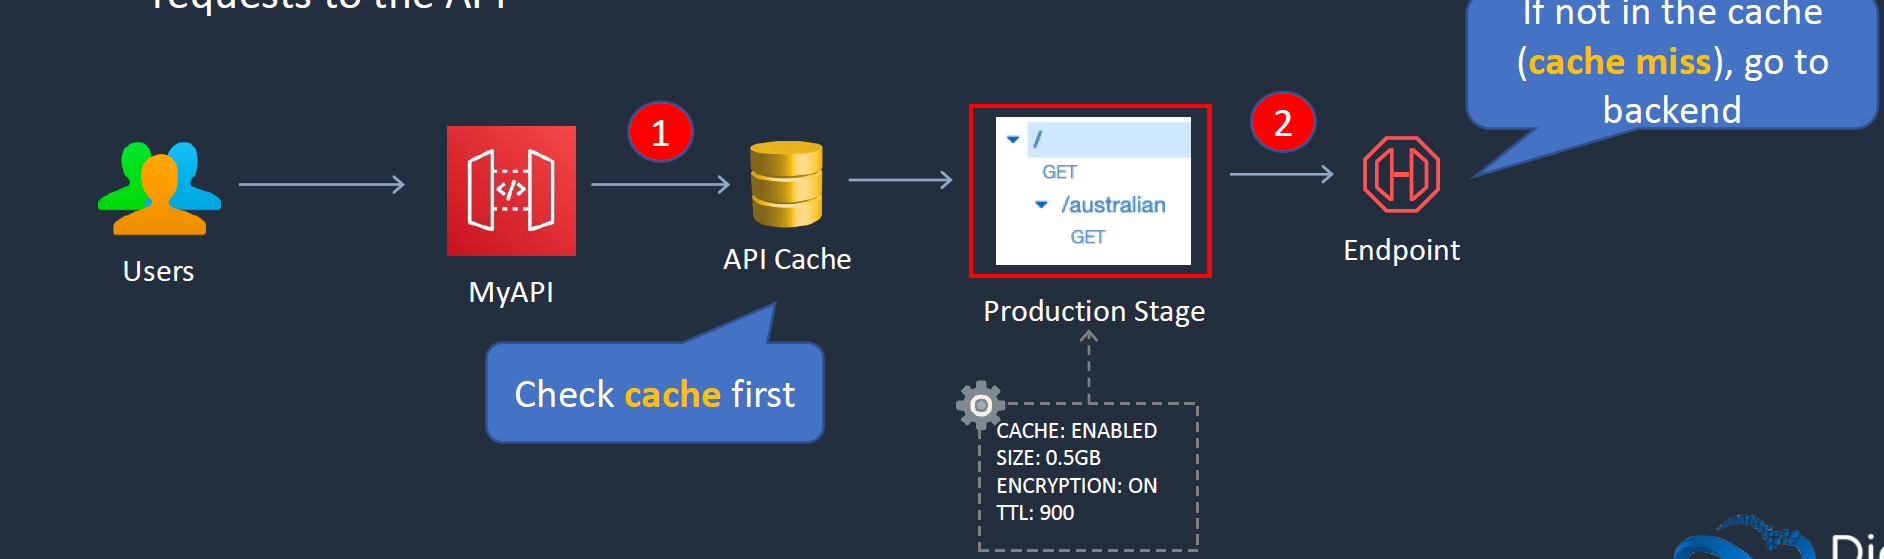 requests to the API
If not in the cache
(cache miss), go to
backend
1
2
/
GET
/australian
GET
</>
Users
MyAPI
API Cache
Production Stage
Endpoint
Check cache first
CACHE: ENABLED
SIZE: 0.5GB
ENCRYPTION: ON
TTL: 900